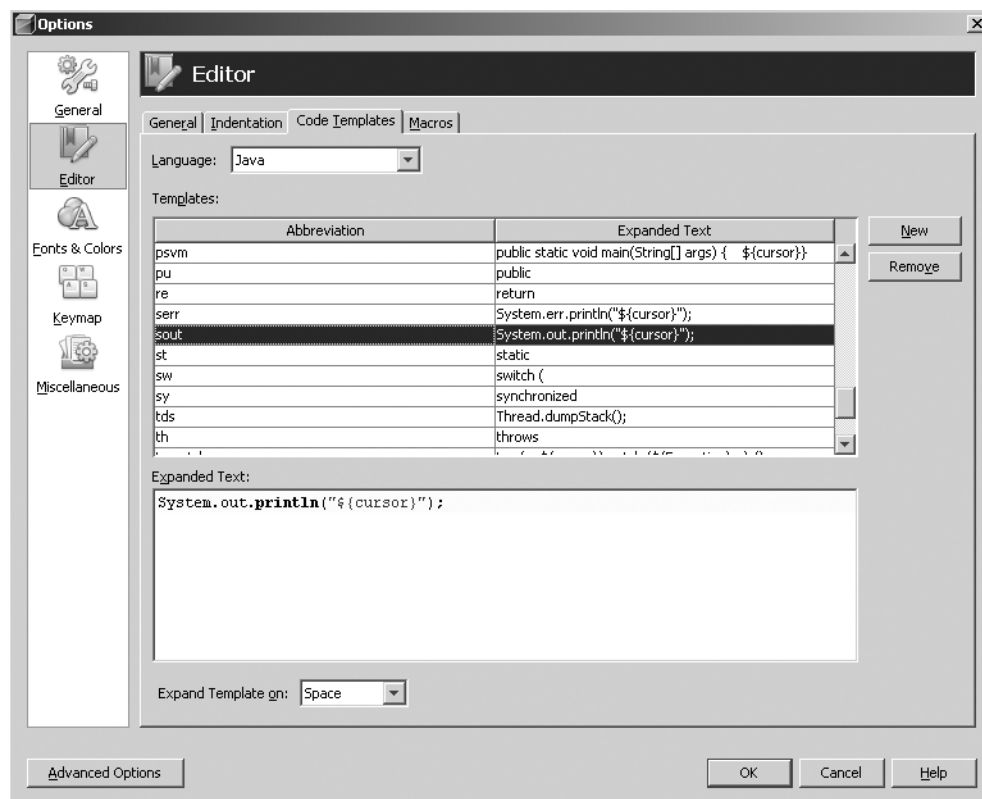 Options
General
Editor
Fonts & Colors
Keymap
Miscellaneous
Editor
General Indentation Code Templates Macros
Language: Java
Templates:
Abbreviation Expanded Text
psvm public static void main(String[] args) { ${cursor}}
pu public
re return
serr System.err.println("${cursor}");
sout System.out.println("${cursor}");
st static
sw switch (
sy synchronized
tds Thread.dumpStack();
th throws
New
Remove
Expanded Text:
System.out.println("${cursor}");
Expand Template on: Space
Advanced Options OK Cancel Help